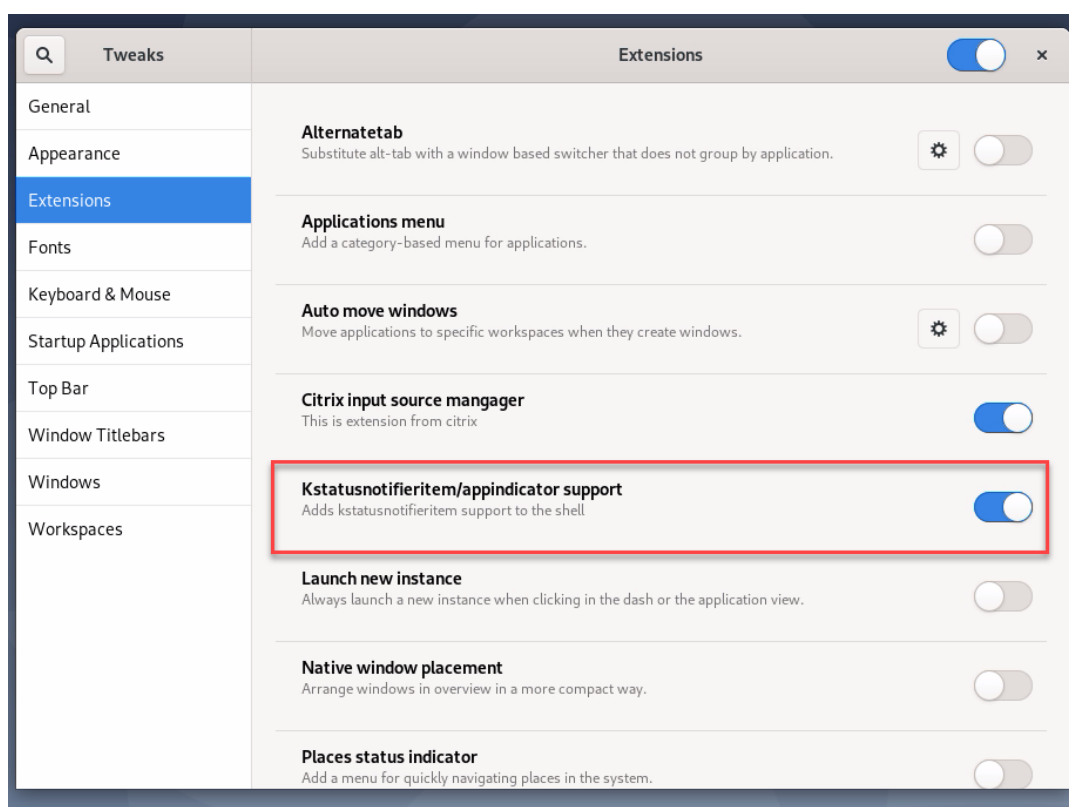 Tweaks
Extensions
General
Appearance
Extensions
Fonts
Keyboard & Mouse
Startup Applications
Top Bar
Window Titlebars
Windows
Workspaces
Alternatetab
Substitute alt-tab with a window based switcher that does not group by application.
Applications menu
Add a category-based menu for applications.
Auto move windows
Move applications to specific workspaces when they create windows.
Citrix input source mangager
This is extension from citrix
Kstatusnotifieritem/appindicator support
Adds kstatusnotifieritem support to the shell
Launch new instance
Always launch a new instance when clicking in the dash or the application view.
Native window placement
Arrange windows in overview in a more compact way.
Places status indicator
Add a menu for quickly navigating places in the system.